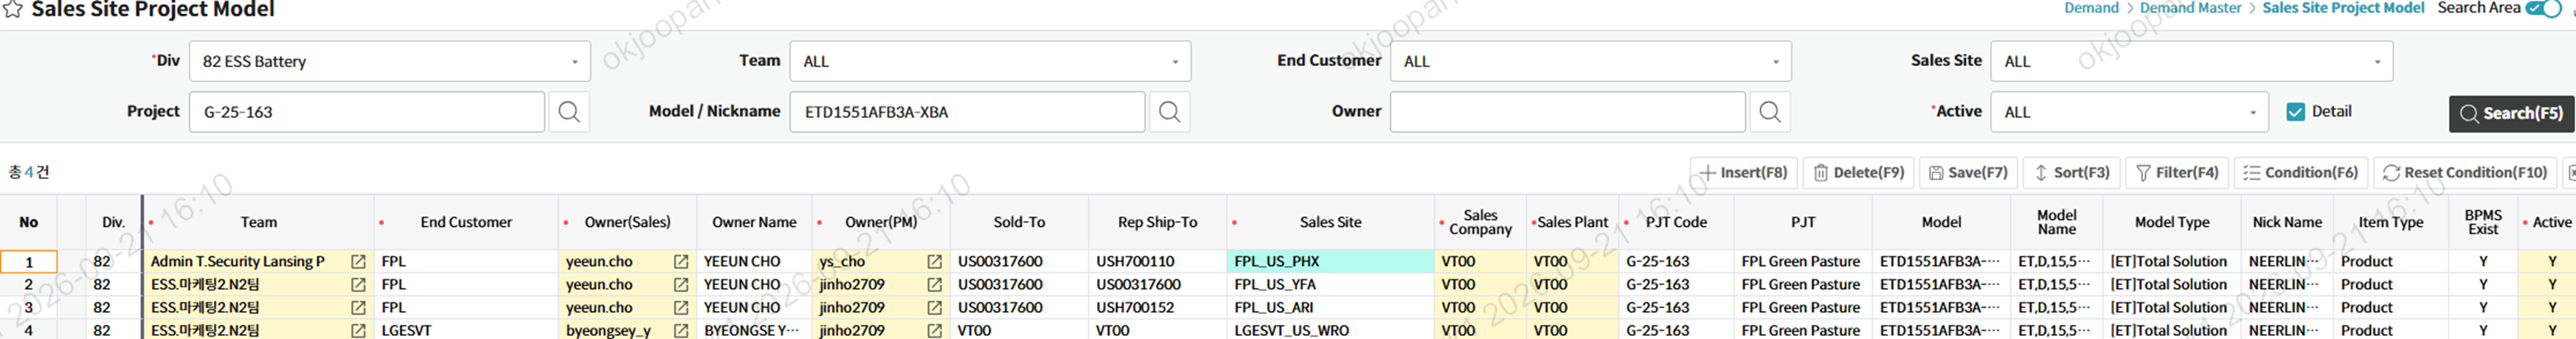 Sales Site Project Model
Demand > Demand Master > Sales Site Project Model Search Area
*Div 82 ESS Battery Team ALL End Customer ALL Sales Site ALL
Project G-25-163 Model / Nickname ETD1551AFB3A-XBA Owner *Active ALL Detail Search(F5)
총 4 건 Insert(F8) Delete(F9) Save(F7) Sort(F3) Filter(F4) Condition(F6) Reset Condition(F10)
No Div. Team End Customer Owner(Sales) Owner Name Owner(PM) Sold-To Rep Ship-To Sales Site Sales Company Sales Plant PJT Code PJT Model Model Name Model Type Nick Name Item Type BPMS Exist Active
1 82 Admin T.Security Lansing P FPL yeeun.cho YEEUN CHO ys_cho US00317600 USH700110 FPL_US_PHX VT00 VT00 G-25-163 FPL Green Pasture ETD1551AFB3A-··· ET,D,15,5··· [ET]Total Solution NEERLIN··· Product Y Y
2 82 ESS.마케팅2.N2팀 FPL yeeun.cho YEEUN CHO jinho2709 US00317600 US00317600 FPL_US_YFA VT00 VT00 G-25-163 FPL Green Pasture ETD1551AFB3A-··· ET,D,15,5··· [ET]Total Solution NEERLIN··· Product Y Y
3 82 ESS.마케팅2.N2팀 FPL yeeun.cho YEEUN CHO jinho2709 US00317600 USH700152 FPL_US_ARI VT00 VT00 G-25-163 FPL Green Pasture ETD1551AFB3A-··· ET,D,15,5··· [ET]Total Solution NEERLIN··· Product Y Y
4 82 ESS.마케팅2.N2팀 LGESVT byeongsey_y BYEONGSE Y··· jinho2709 VT00 VT00 LGESVT_US_WRO VT00 VT00 G-25-163 FPL Green Pasture ETD1551AFB3A-··· ET,D,15,5··· [ET]Total Solution NEERLIN··· Product Y Y